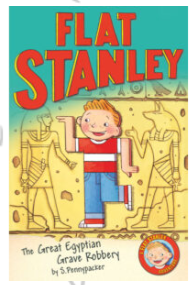 FLAT
STANLEY
The Great Egyptian
Grave Robbery
by S. Pennypacker